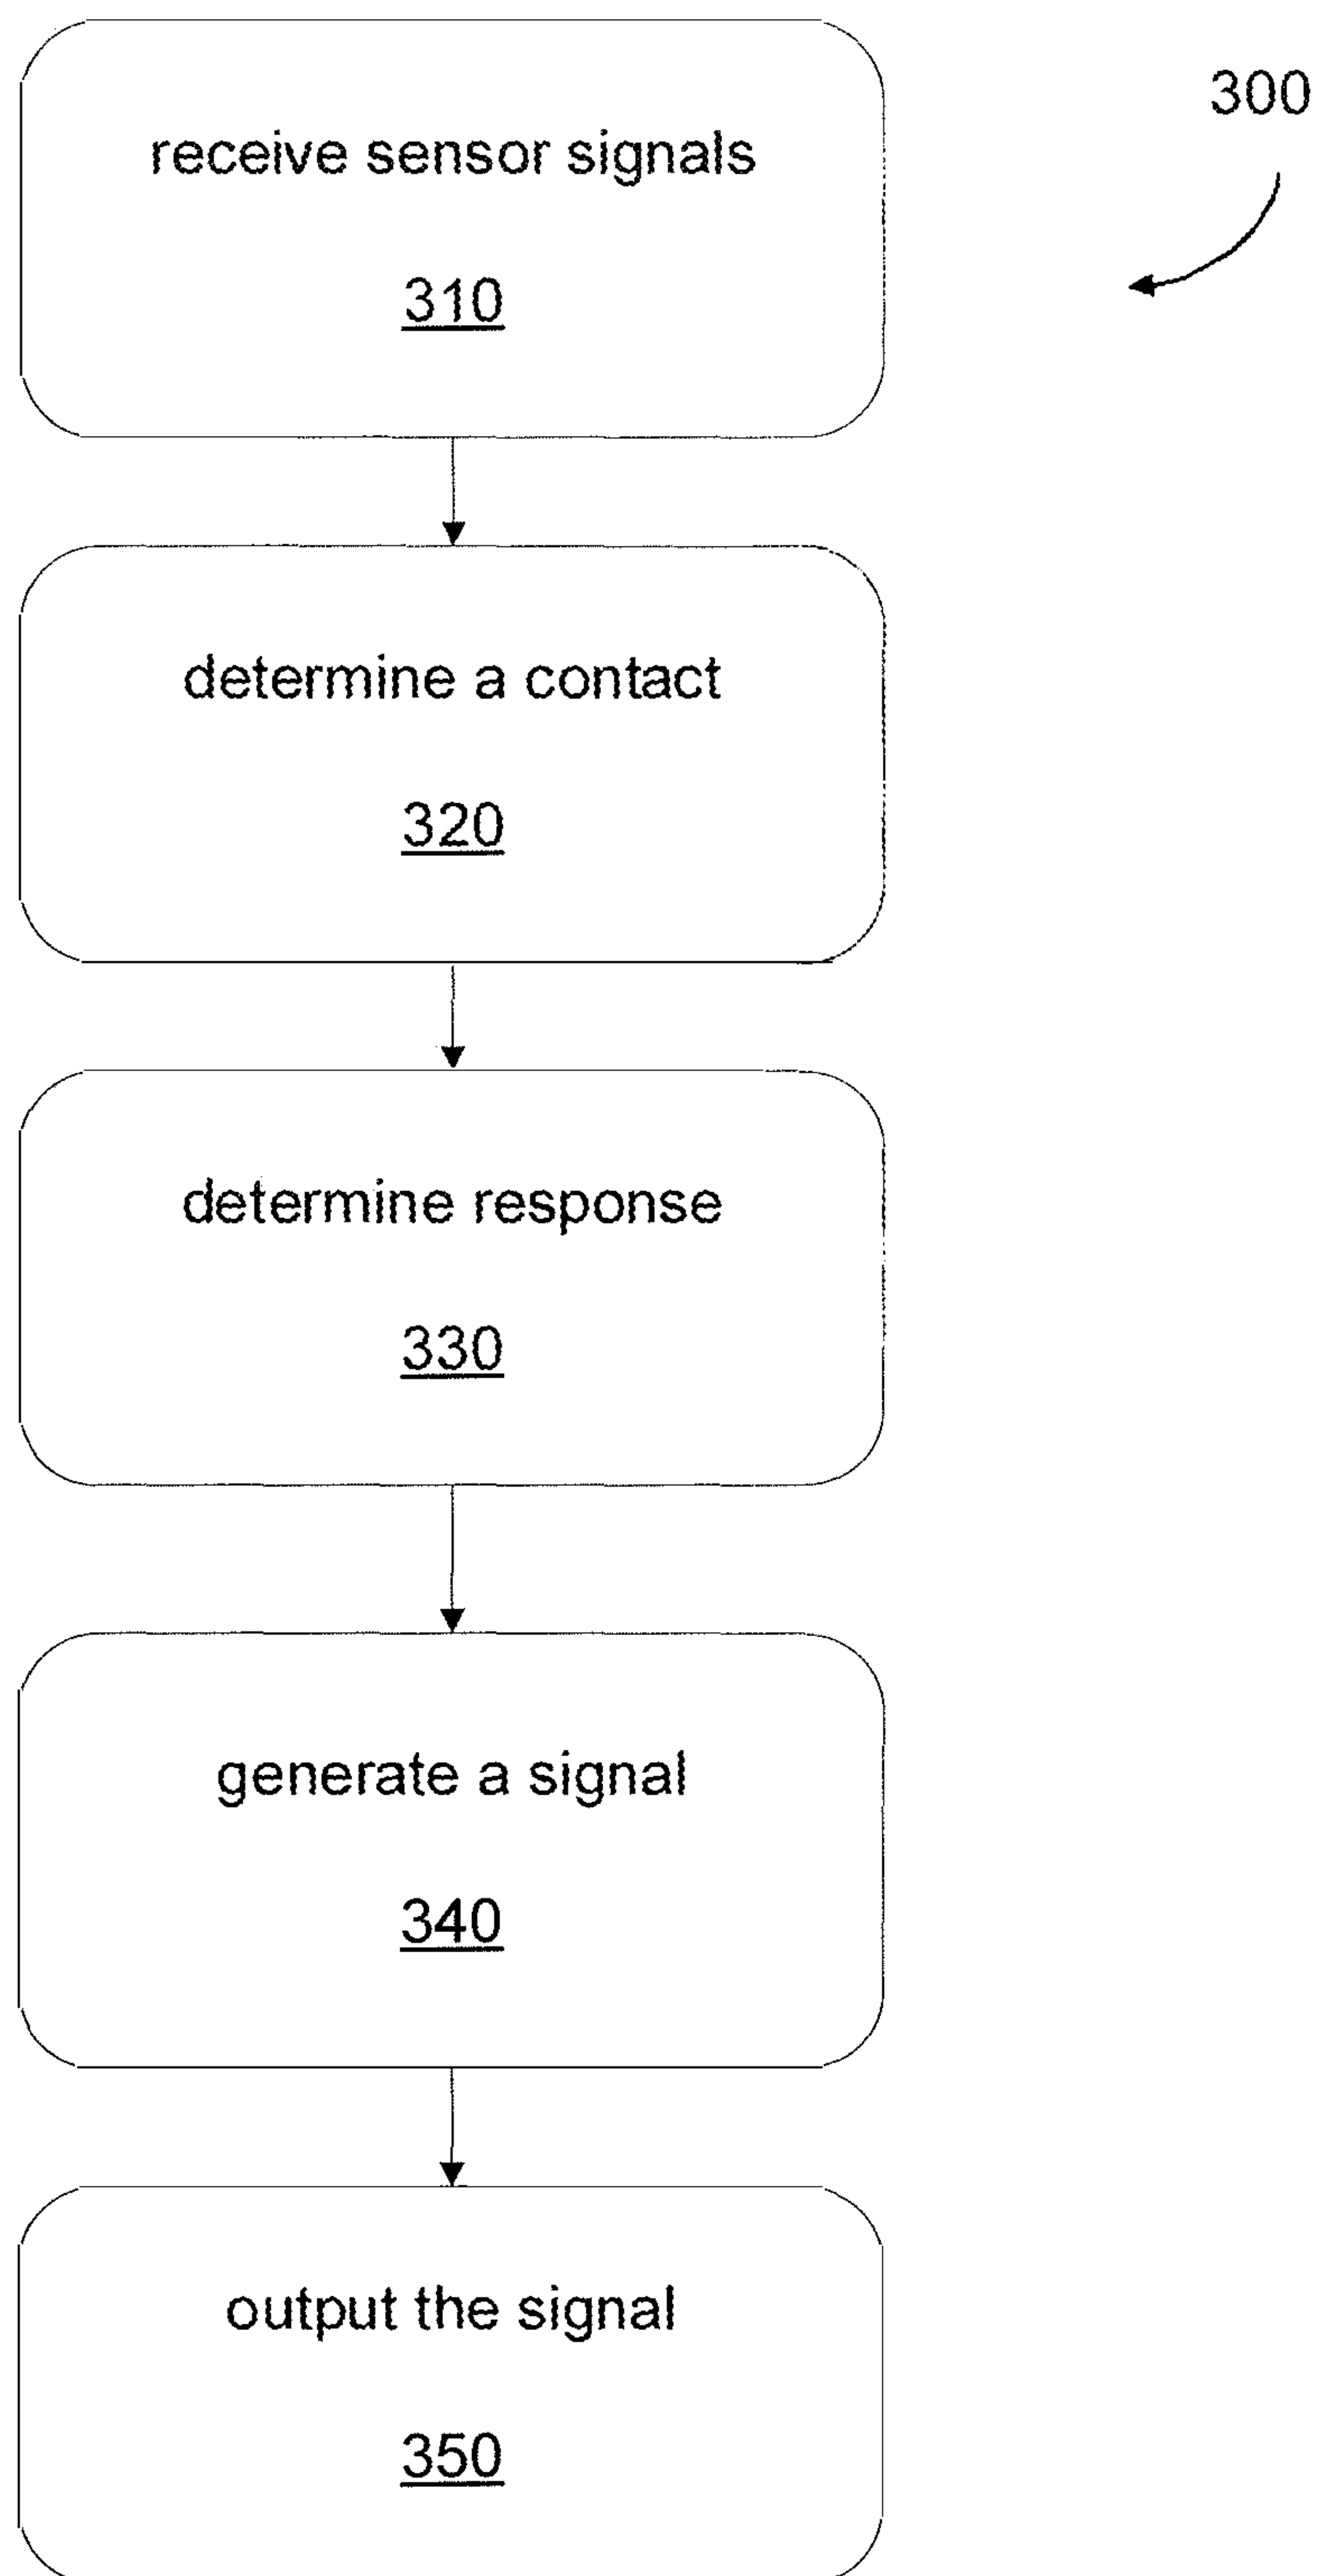 receive sensor signals
300
310
determine a contact
320
determine response
330
generate a signal
340
output the signal
350